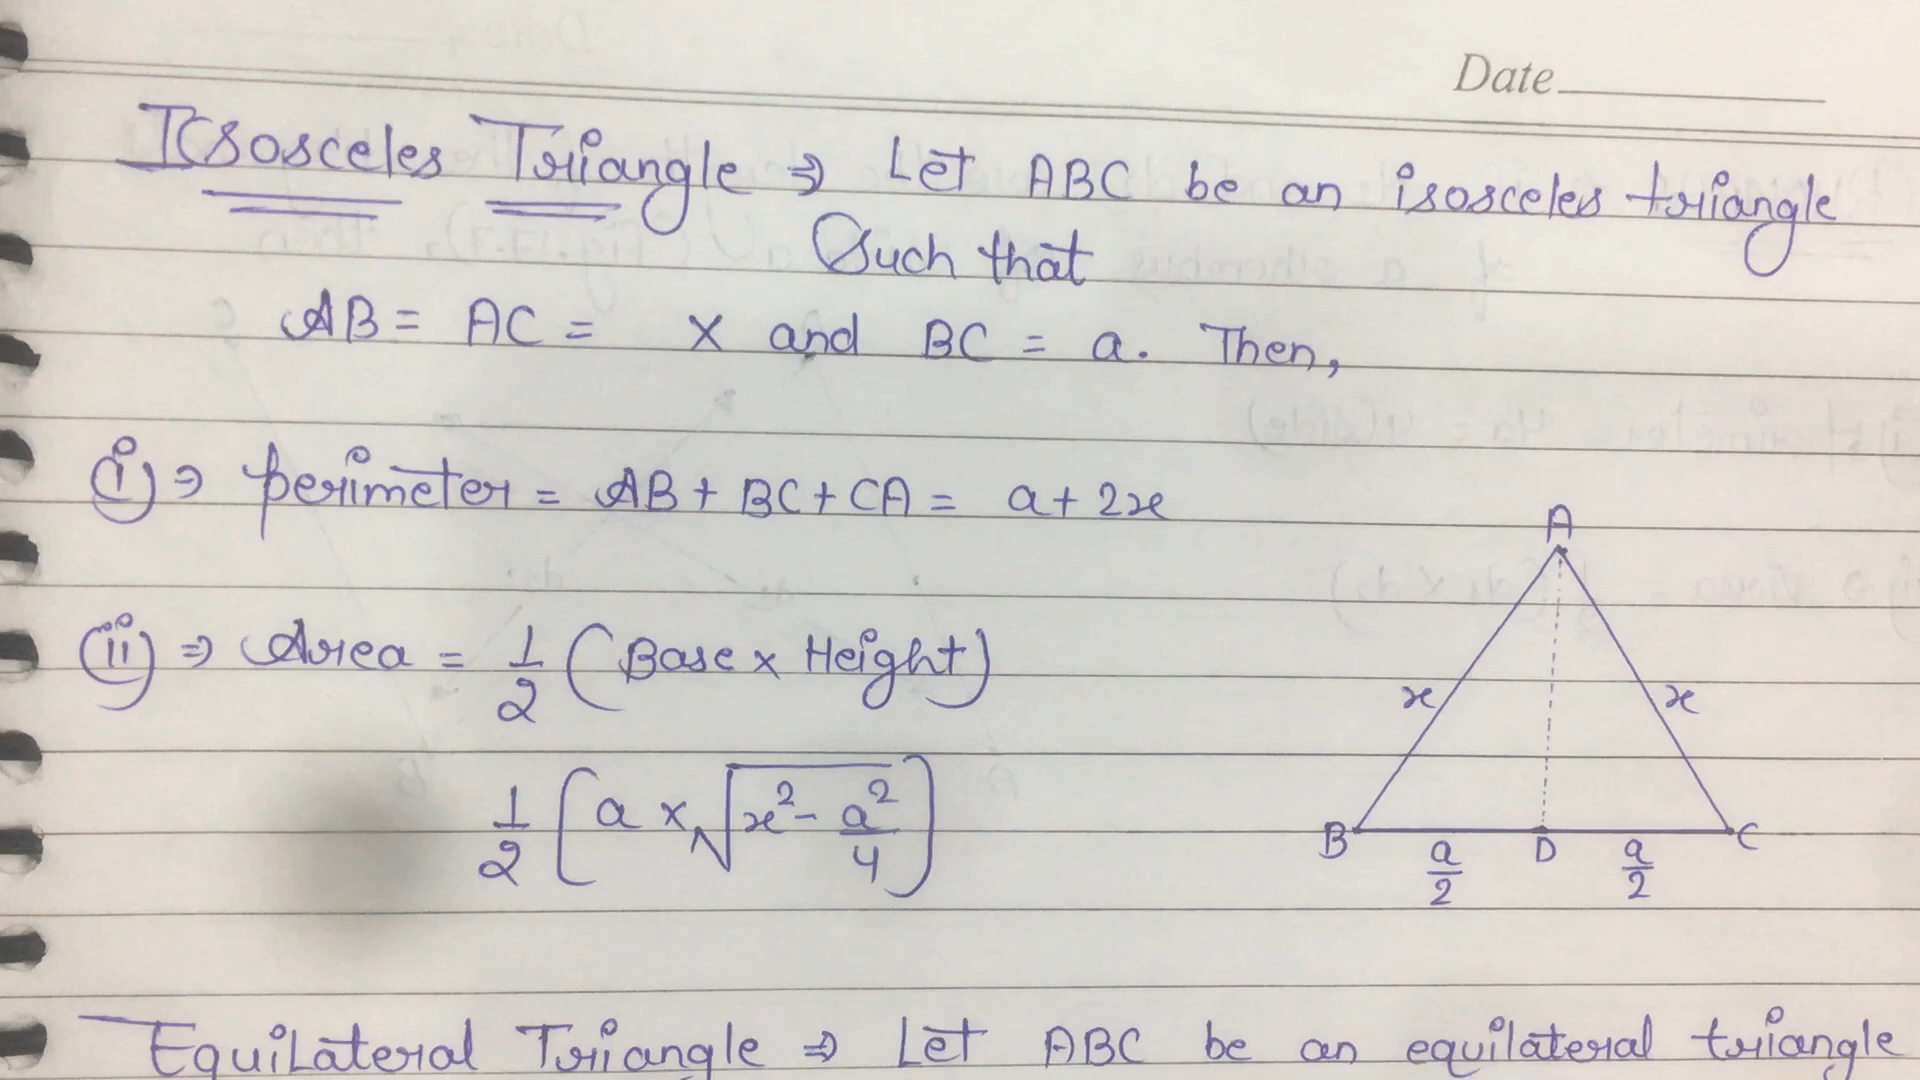 Date
Isosceles Triangle ⇒ Let ABC be an isosceles triangle
Such that
AB = AC = x and BC = a. Then,
(i) ⇒ perimeter = AB + BC + CA = a + 2x
(ii) ⇒ Area = 1/2 (Base × Height)
1/2 [a × √(x² - a²/4)]
A
x x
B a/2 D a/2 C
Equilateral Triangle ⇒ Let ABC be an equilateral triangle